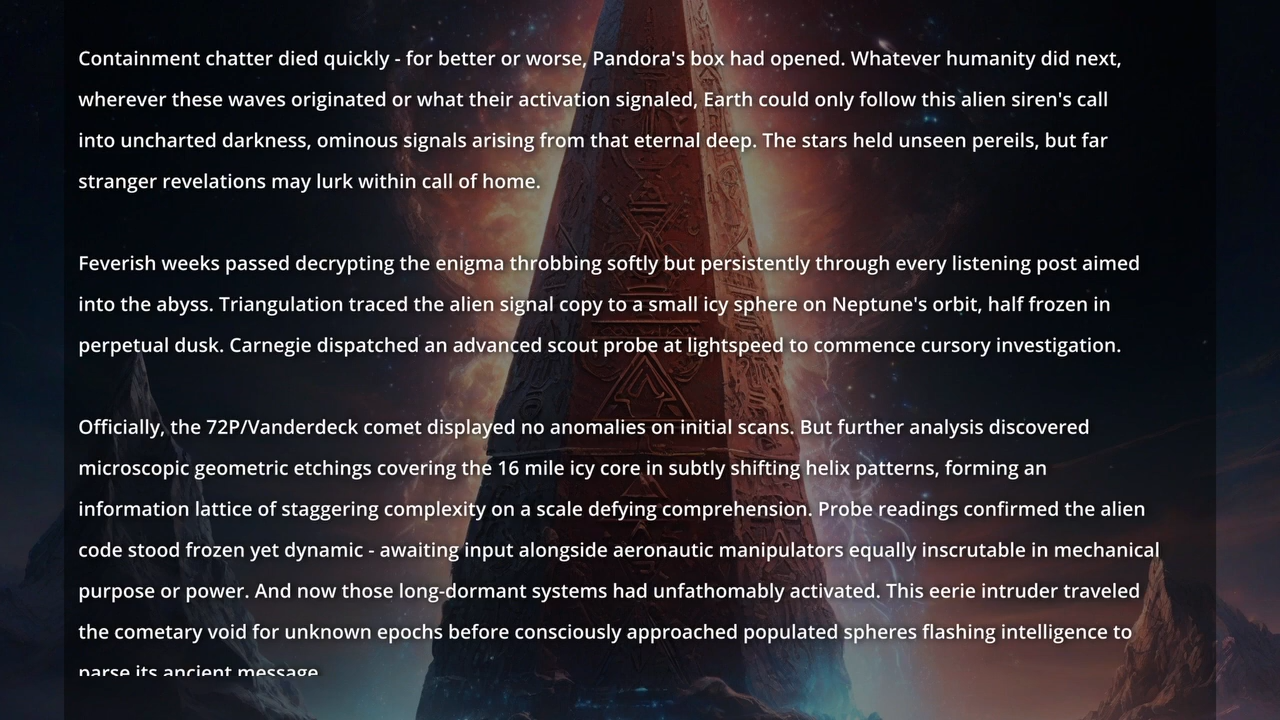 Containment chatter died quickly - for better or worse, Pandora's box had opened. Whatever humanity did next,
wherever these waves originated or what their activation signaled, Earth could only follow this alien siren's call
into uncharted darkness, ominous signals arising from that eternal deep. The stars held unseen pereils, but far
stranger revelations may lurk within call of home.
Feverish weeks passed decrypting the enigma throbbing softly but persistently through every listening post aimed
into the abyss. Triangulation traced the alien signal copy to a small icy sphere on Neptune's orbit, half frozen in
perpetual dusk. Carnegie dispatched an advanced scout probe at lightspeed to commence cursory investigation.
Officially, the 72P/Vanderdeck comet displayed no anomalies on initial scans. But further analysis discovered
microscopic geometric etchings covering the 16 mile icy core in subtly shifting helix patterns, forming an
information lattice of staggering complexity on a scale defying comprehension. Probe readings confirmed the alien
code stood frozen yet dynamic - awaiting input alongside aeronautic manipulators equally inscrutable in mechanical
purpose or power. And now those long-dormant systems had unfathomably activated. This eerie intruder traveled
the cometary void for unknown epochs before consciously approached populated spheres flashing intelligence to
parse its ancient message